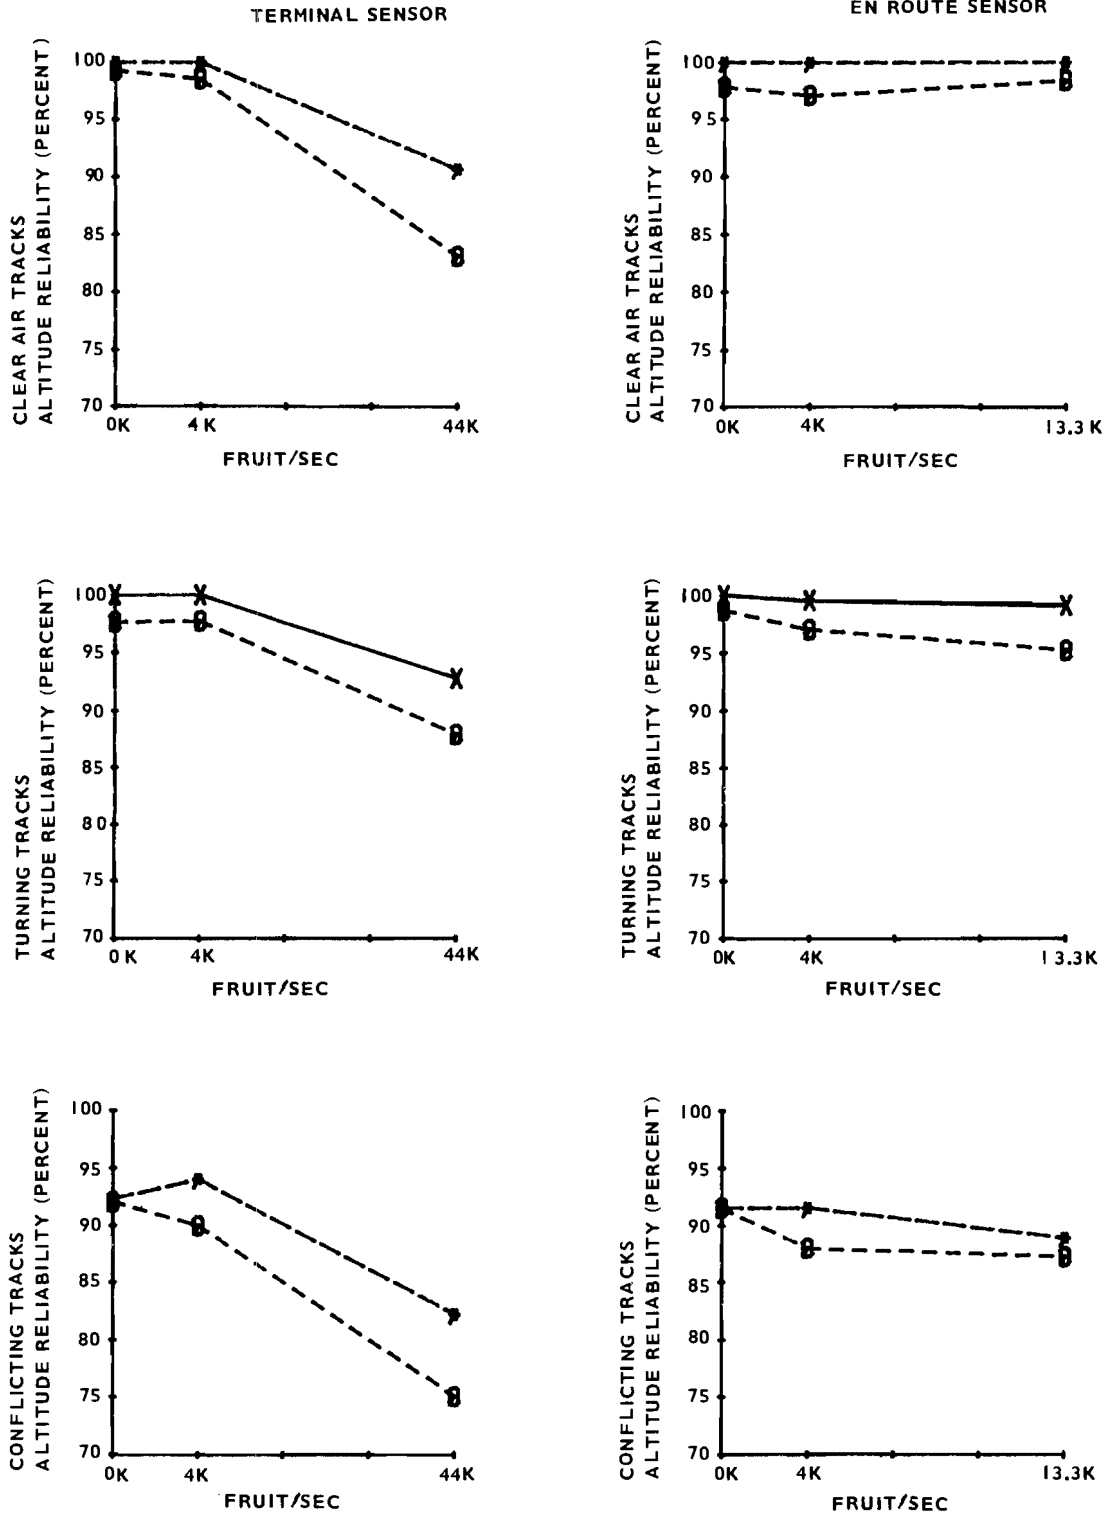 TERMINAL SENSOR
EN ROUTE SENSOR
CLEAR AIR TRACKS
ALTITUDE RELIABILITY (PERCENT)
100
95
90
85
80
75
70
0K 4K 44K
FRUIT/SEC
CLEAR AIR TRACKS
ALTITUDE RELIABILITY (PERCENT)
100
95
90
85
80
75
70
0K 4K 13.3K
FRUIT/SEC
TURNING TRACKS
ALTITUDE RELIABILITY (PERCENT)
100
95
90
85
80
75
70
0K 4K 44K
FRUIT/SEC
TURNING TRACKS
ALTITUDE RELIABILITY (PERCENT)
100
95
90
85
80
75
70
0K 4K 13.3K
FRUIT/SEC
CONFLICTING TRACKS
ALTITUDE RELIABILITY (PERCENT)
100
95
90
85
80
75
70
0K 4K 44K
FRUIT/SEC
CONFLICTING TRACKS
ALTITUDE RELIABILITY (PERCENT)
100
95
90
85
80
75
70
0K 4K 13.3K
FRUIT/SEC